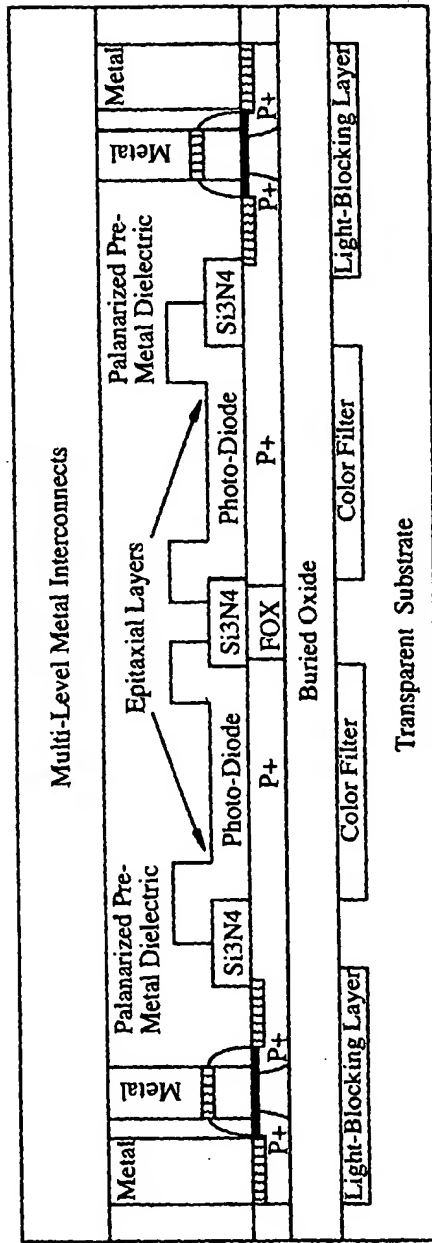 Multi-Level Metal Interconnects
Metal
Metal
Palanarized Pre-
Metal Dielectric
Epitaxial Layers
Palanarized Pre-
Metal Dielectric
Metal
Metal
Si3N4
Photo-Diode
Si3N4
Photo-Diode
Si3N4
P+
P+
P+
FOX
P+
P+
P+
Buried Oxide
Light-Blocking Layer
Color Filter
Color Filter
Light-Blocking Layer
Transparent Substrate